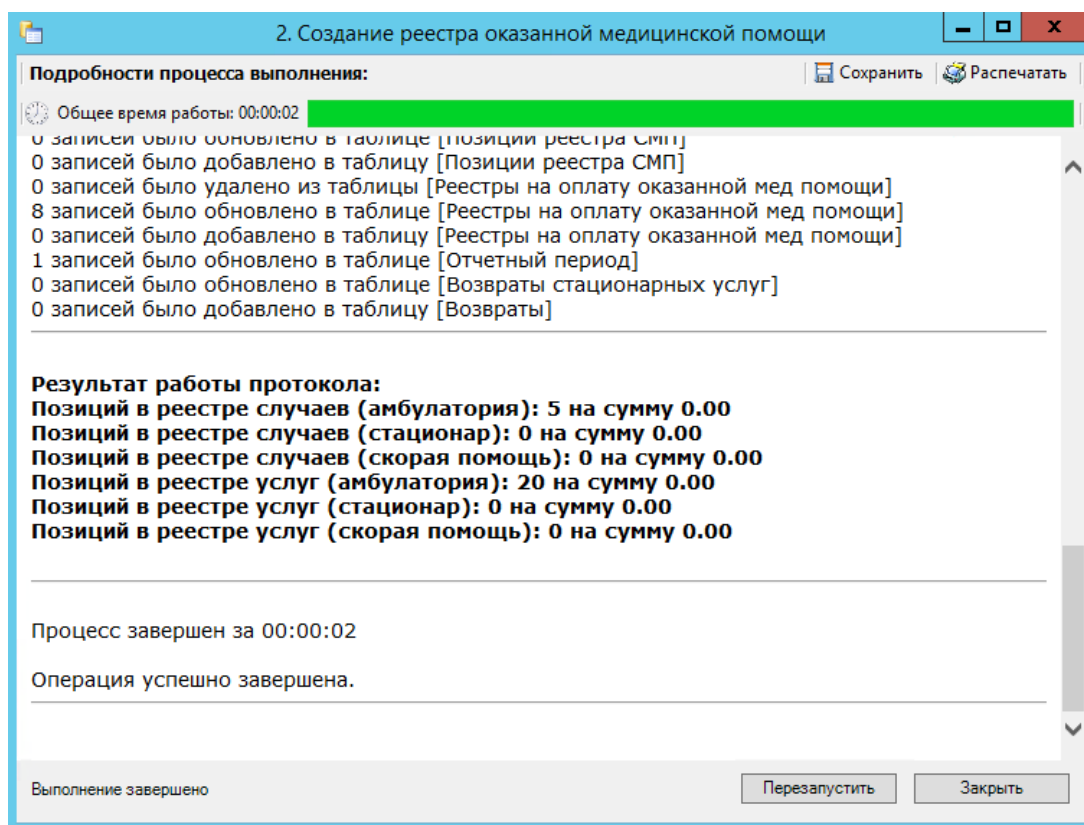 2. Создание реестра оказанной медицинской помощи
Подробности процесса выполнения:
Сохранить
Распечатать
Общее время работы: 00:00:02
0 записей было обновлено в таблице [Позиции реестра СМП]
0 записей было добавлено в таблицу [Позиции реестра СМП]
0 записей было удалено из таблицы [Реестры на оплату оказанной мед помощи]
8 записей было обновлено в таблице [Реестры на оплату оказанной мед помощи]
0 записей было добавлено в таблицу [Реестры на оплату оказанной мед помощи]
1 записей было обновлено в таблице [Отчетный период]
0 записей было обновлено в таблице [Возвраты стационарных услуг]
0 записей было добавлено в таблицу [Возвраты]
Результат работы протокола:
Позиций в реестре случаев (амбулатория): 5 на сумму 0.00
Позиций в реестре случаев (стационар): 0 на сумму 0.00
Позиций в реестре случаев (скорая помощь): 0 на сумму 0.00
Позиций в реестре услуг (амбулатория): 20 на сумму 0.00
Позиций в реестре услуг (стационар): 0 на сумму 0.00
Позиций в реестре услуг (скорая помощь): 0 на сумму 0.00
Процесс завершен за 00:00:02
Операция успешно завершена.
Выполнение завершено
Перезапустить
Закрыть